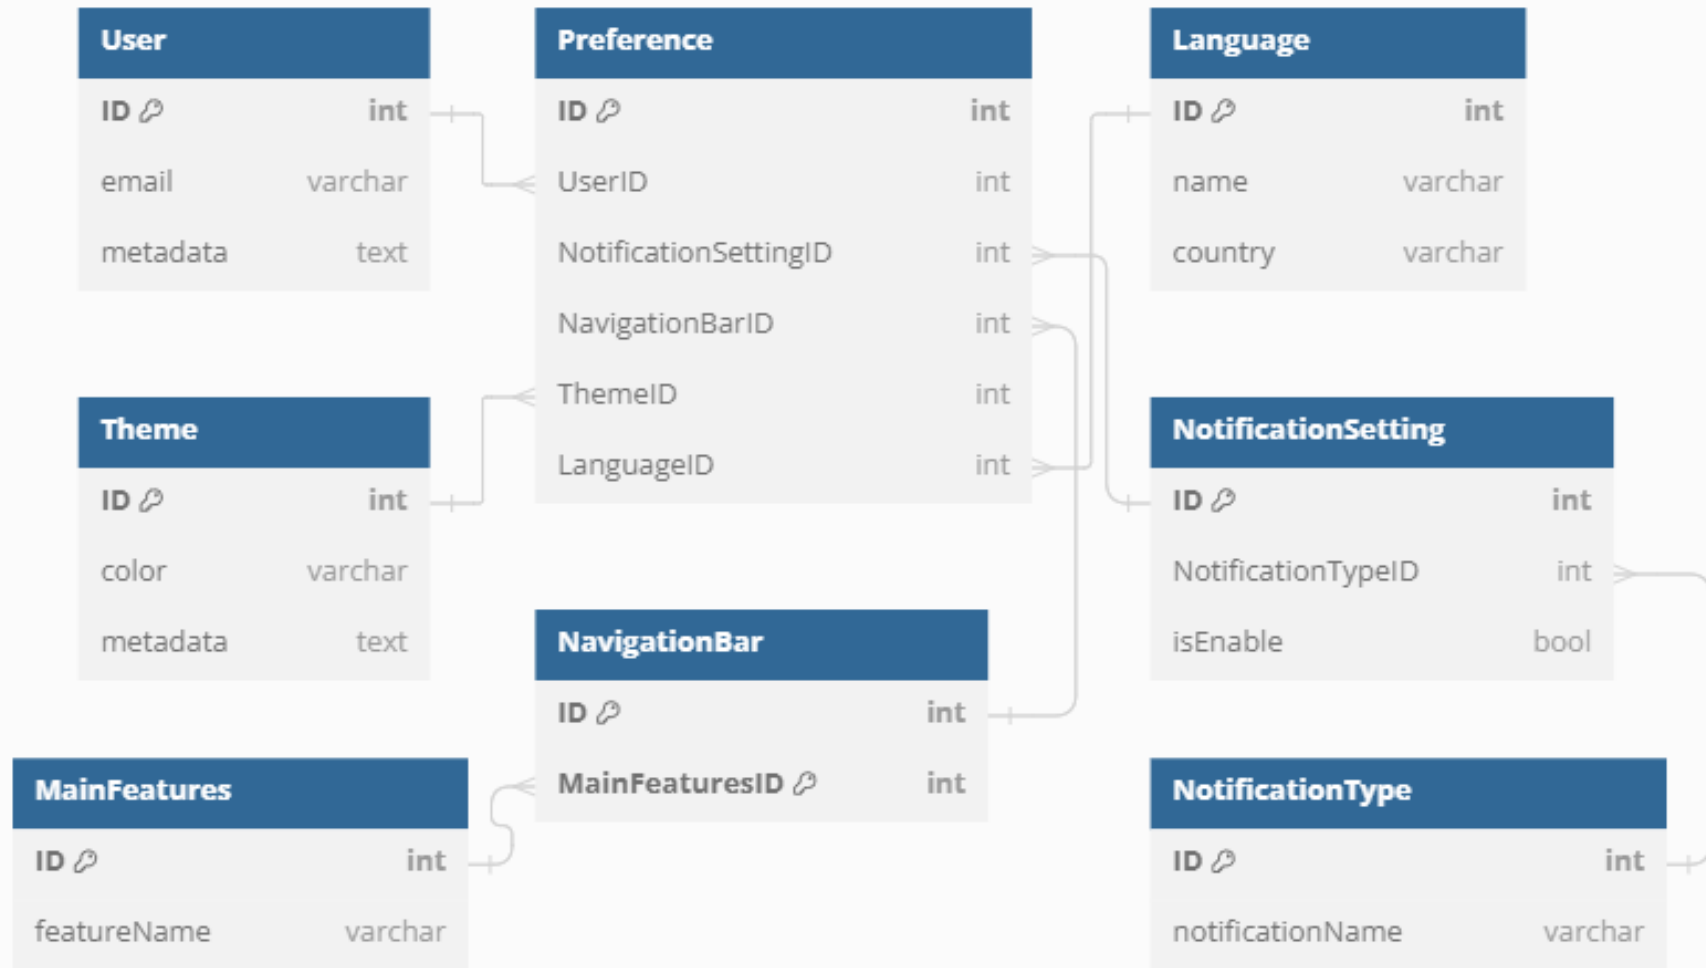 User
ID int
email varchar
metadata text
Preference
ID int
UserID int
NotificationSettingID int
NavigationBarID int
ThemeID int
LanguageID int
Language
ID int
name varchar
country varchar
Theme
ID int
color varchar
metadata text
NotificationSetting
ID int
NotificationTypeID int
isEnable bool
NavigationBar
ID int
MainFeaturesID int
MainFeatures
ID int
featureName varchar
NotificationType
ID int
notificationName varchar